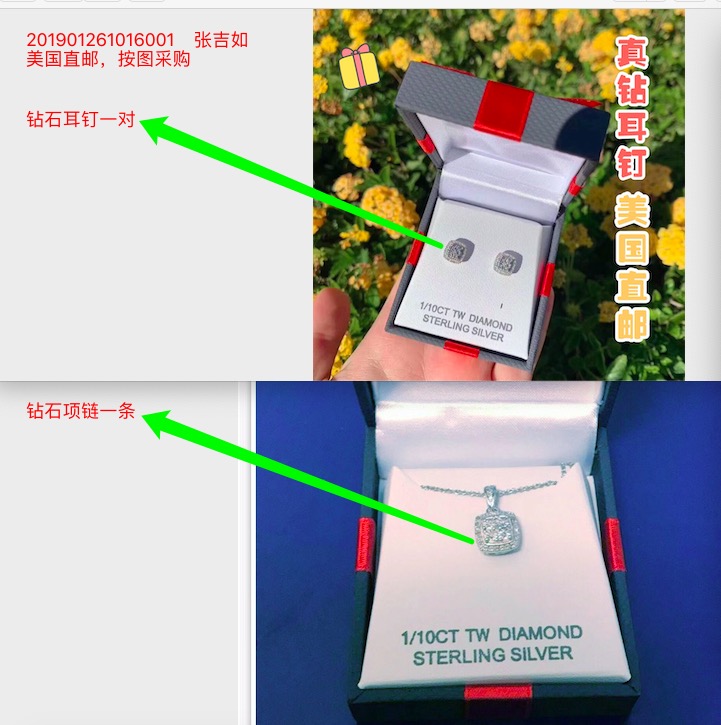 201901261016001 张吉如
美国直邮，按图采购
钻石耳钉一对
真钻耳钉 美国直邮
1/10CT TW DIAMOND
STERLING SILVER
钻石项链一条
1/10CT TW DIAMOND
STERLING SILVER